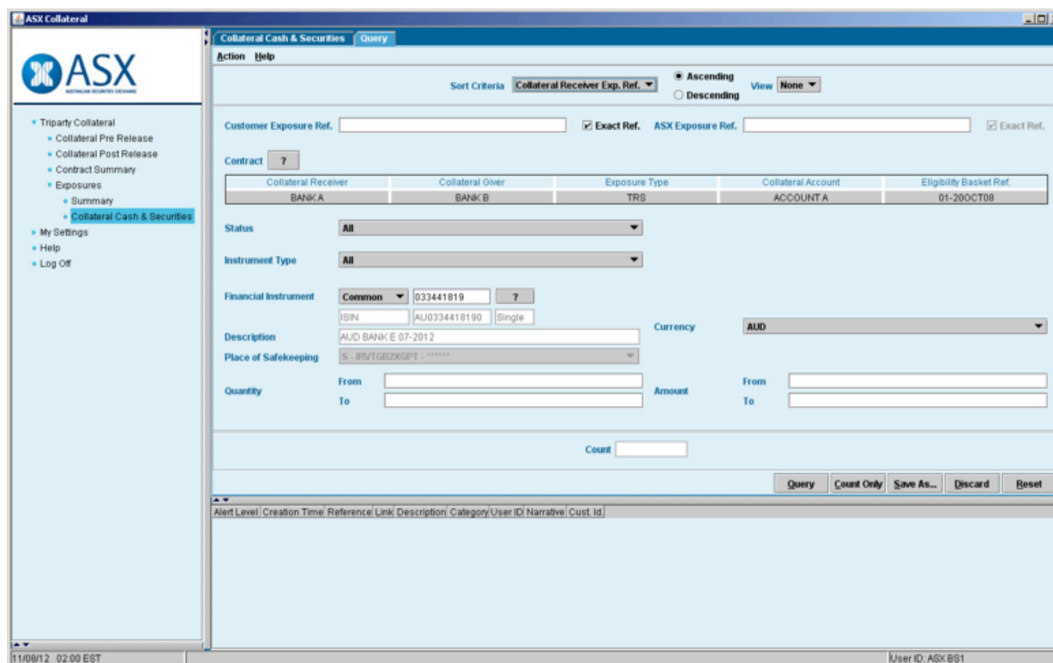 ASX Collateral
ASX
AUSTRALIAN SECURITIES EXCHANGE
Triparty Collateral
Collateral Pre Release
Collateral Post Release
Contract Summary
Exposures
Summary
Collateral Cash & Securities
My Settings
Help
Log Off
Collateral Cash & Securities Query
Action Help
Sort Criteria Collateral Receiver Exp. Ref. Ascending Descending View None
Customer Exposure Ref. Exact Ref. ASX Exposure Ref. Exact Ref.
Contract ?
Collateral Receiver Collateral Giver Exposure Type Collateral Account Eligibility Basket Ref.
BANK A BANK B TRS ACCOUNT A 01-20OCT08
Status All
Instrument Type All
Financial Instrument Common 033441819 ?
ISIN AU0334418190 Single
Currency AUD
Description AUD BANK E 07-2012
Place of Safekeeping S - IRVTGB2XGPT - ******
Quantity From To Amount From To
Count
Query Count Only Save As... Discard Reset
Alert Level Creation Time Reference Link Description Category User ID Narrative Cust. Id.
11/08/12 02:00 EST User ID: ASX BS1